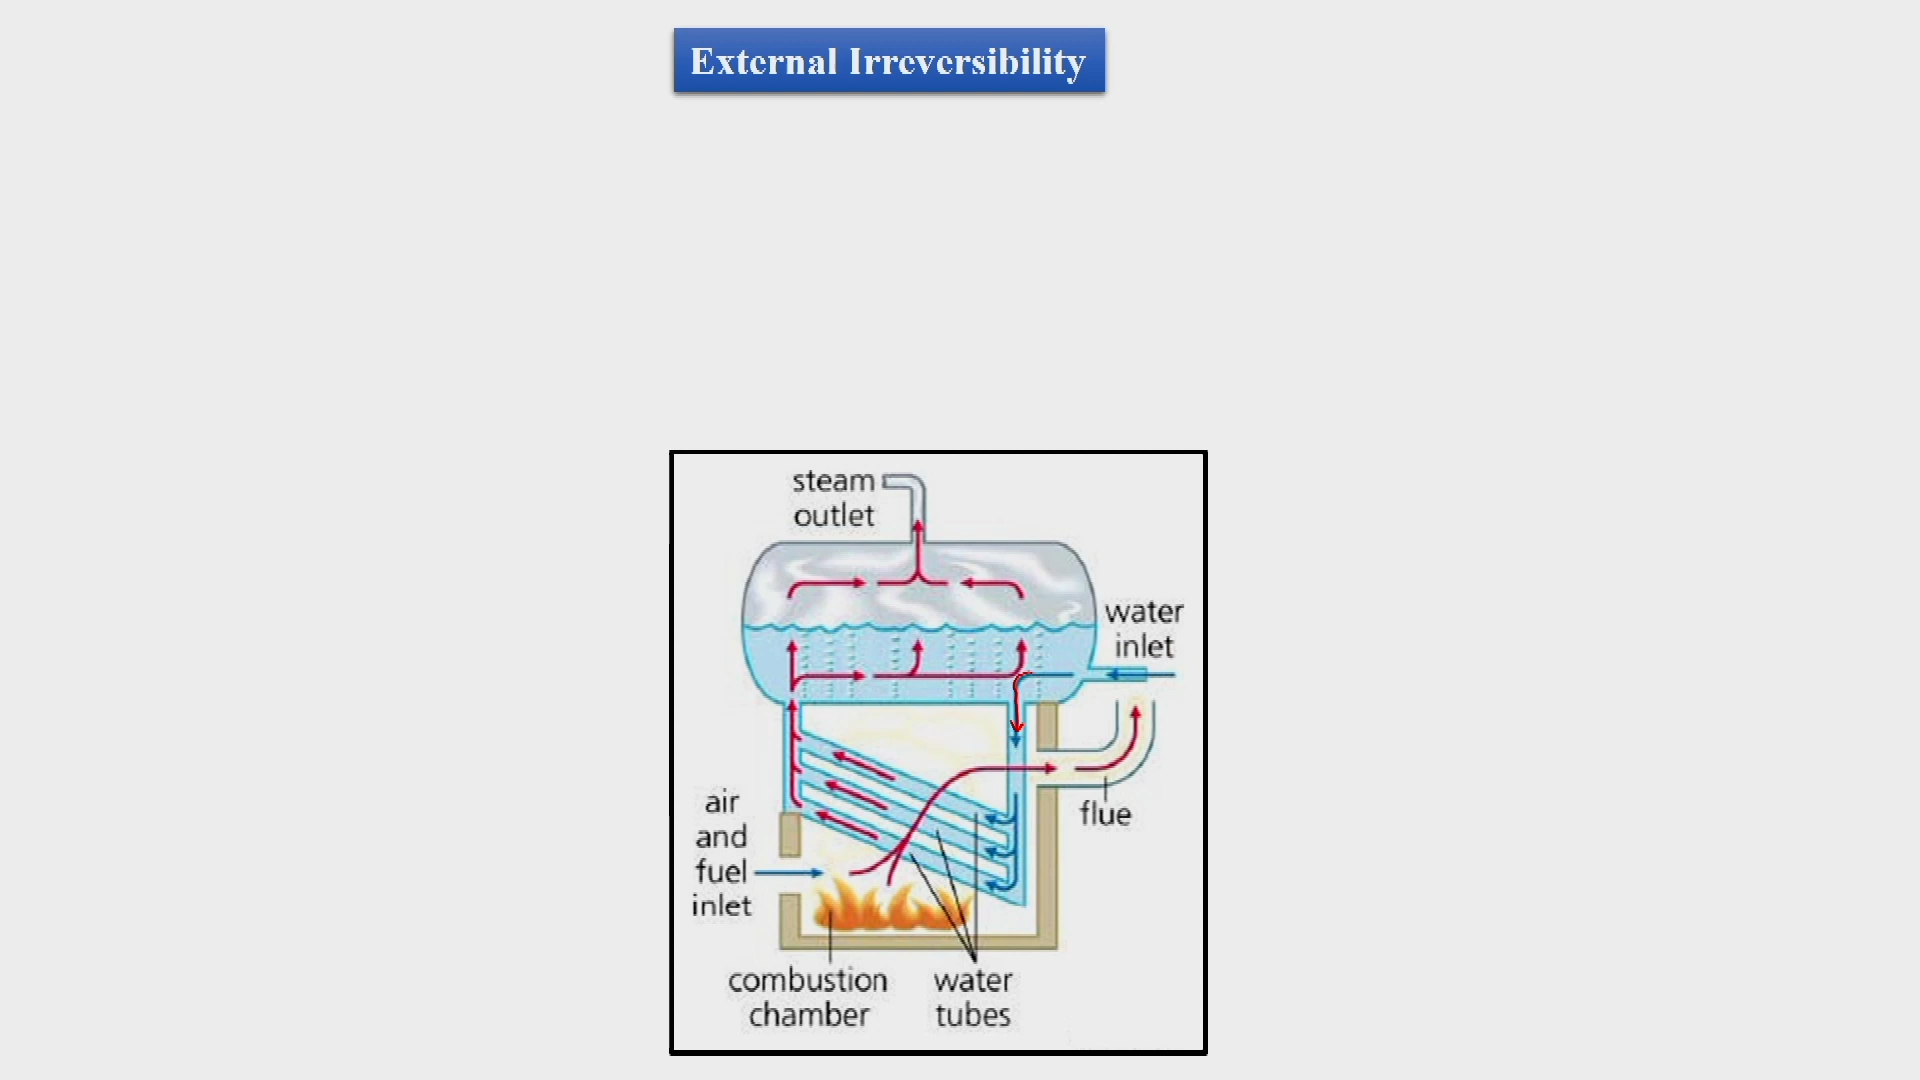 External Irreversibility
steam
outlet
water
inlet
air
and
fuel
inlet
flue
combustion
chamber
water
tubes